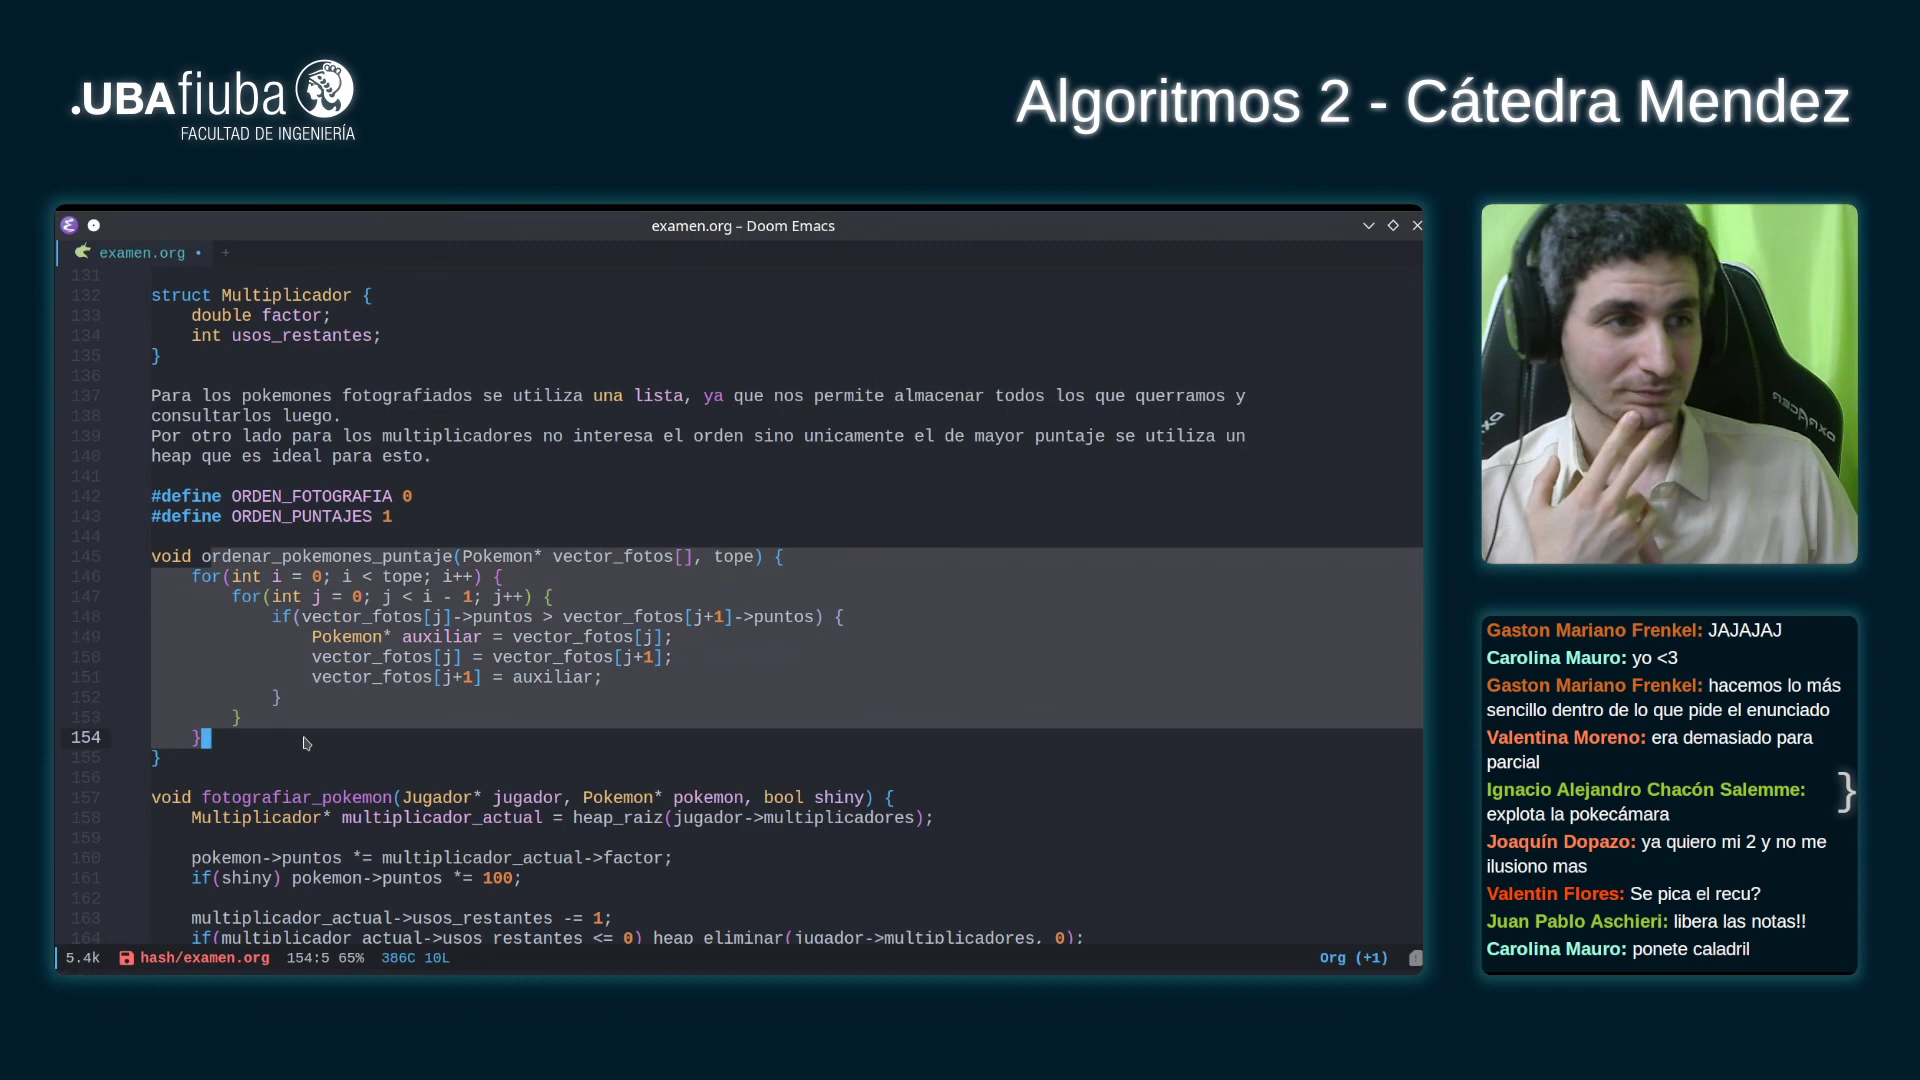 .UBAfiuba
FACULTAD DE INGENIERÍA
Algoritmos 2 - Cátedra Mendez
examen.org – Doom Emacs
examen.org • +
131
132 struct Multiplicador {
133 double factor;
134 int usos_restantes;
135 }
136
137 Para los pokemones fotografiados se utiliza una lista, ya que nos permite almacenar todos los que querramos y
138 consultarlos luego.
139 Por otro lado para los multiplicadores no interesa el orden sino unicamente el de mayor puntaje se utiliza un
140 heap que es ideal para esto.
141
142 #define ORDEN_FOTOGRAFIA 0
143 #define ORDEN_PUNTAJES 1
144
145 void ordenar_pokemones_puntaje(Pokemon* vector_fotos[], tope) {
146 for(int i = 0; i < tope; i++) {
147 for(int j = 0; j < i - 1; j++) {
148 if(vector_fotos[j]->puntos > vector_fotos[j+1]->puntos) {
149 Pokemon* auxiliar = vector_fotos[j];
150 vector_fotos[j] = vector_fotos[j+1];
151 vector_fotos[j+1] = auxiliar;
152 }
153 }
154 }
155 }
156
157 void fotografiar_pokemon(Jugador* jugador, Pokemon* pokemon, bool shiny) {
158 Multiplicador* multiplicador_actual = heap_raiz(jugador->multiplicadores);
159
160 pokemon->puntos *= multiplicador_actual->factor;
161 if(shiny) pokemon->puntos *= 100;
162
163 multiplicador_actual->usos_restantes -= 1;
164 if(multiplicador_actual->usos_restantes <= 0) heap_eliminar(jugador->multiplicadores, 0);
5.4k hash/examen.org 154:5 65% 386C 10L Org (+1)
DXRACER
Gaston Mariano Frenkel: JAJAJAJ
Carolina Mauro: yo <3
Gaston Mariano Frenkel: hacemos lo más
sencillo dentro de lo que pide el enunciado
Valentina Moreno: era demasiado para
parcial
Ignacio Alejandro Chacón Salemme:
explota la pokecámara
}
Joaquín Dopazo: ya quiero mi 2 y no me
ilusiono mas
Valentin Flores: Se pica el recu?
Juan Pablo Aschieri: libera las notas!!
Carolina Mauro: ponete caladril